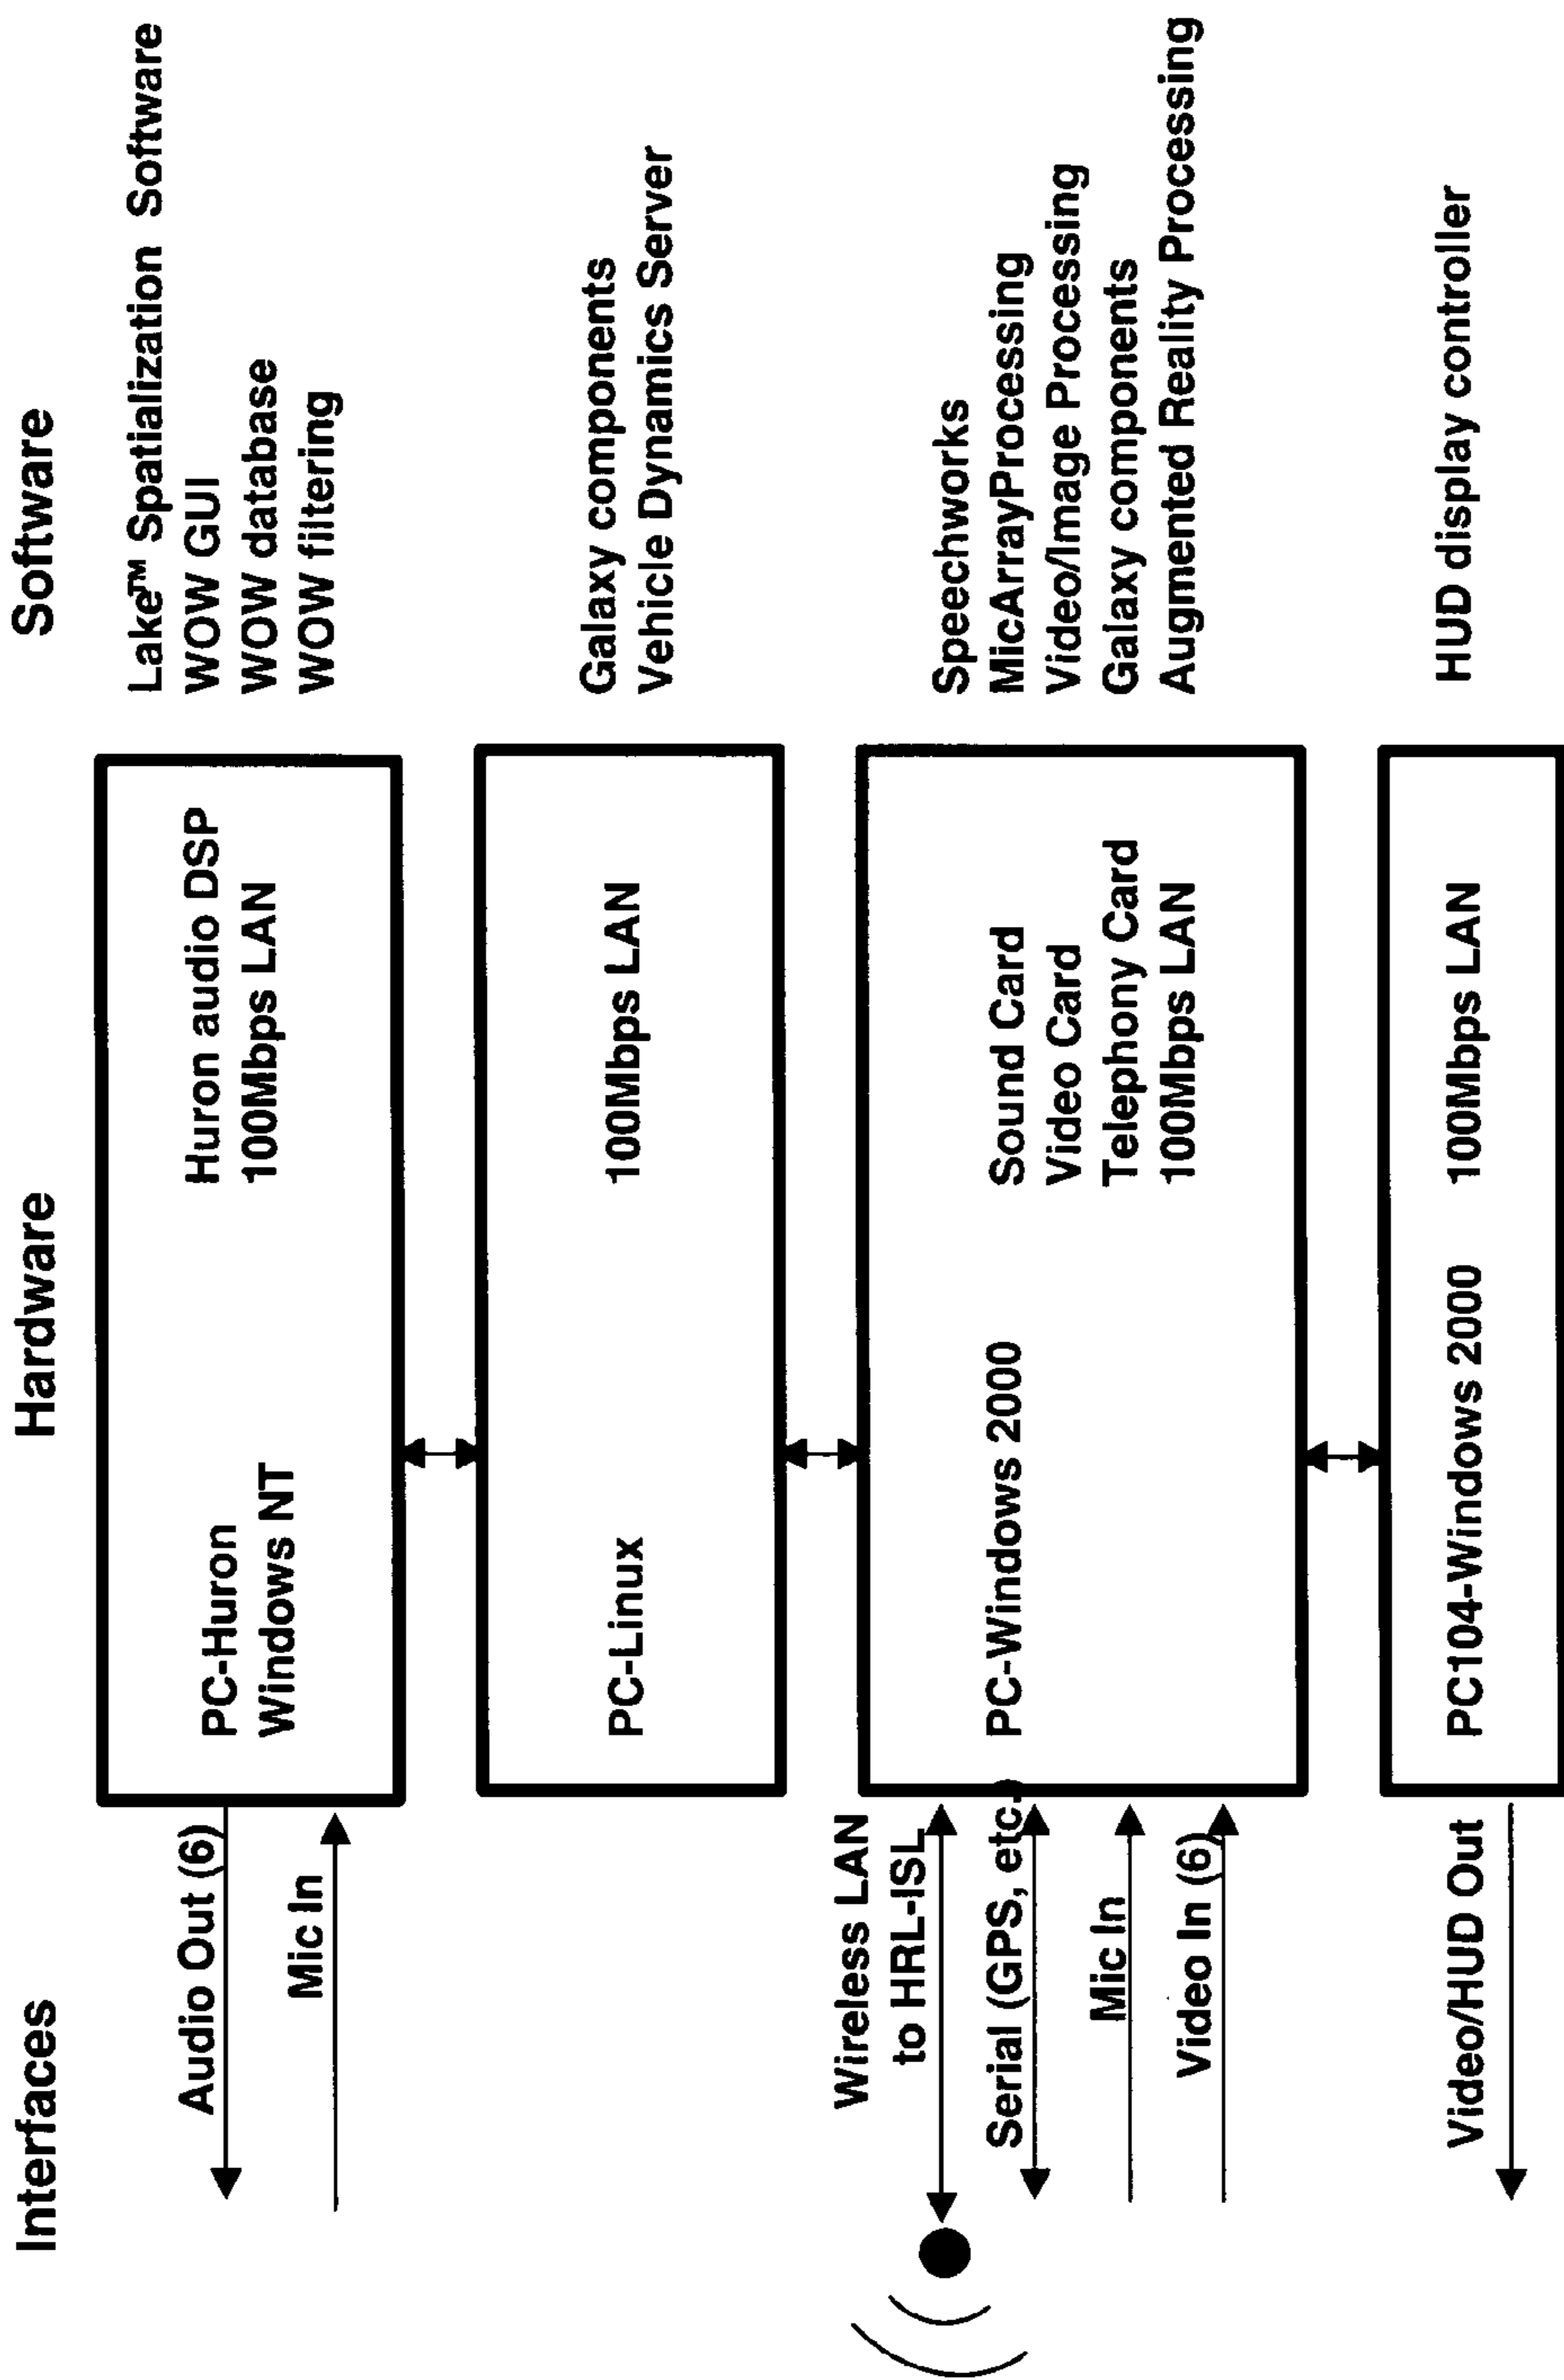 Interfaces
Hardware
Software
Audio Out (6)
Mic In
PC-Huron
Windows NT
Huron audio DSP
100Mbps LAN
Lake™ Spatialization Software
WOW GUI
WOW database
WOW filtering
PC-Linux
100Mbps LAN
Galaxy components
Vehicle Dynamics Server
Wireless LAN
to HRL-ISL
Serial (GPS, etc.)
Mic In
Video In (6)
PC-Windows 2000
Sound Card
Video Card
Telephony Card
100Mbps LAN
Speechworks
MicArrayProcessing
Video/Image Processing
Galaxy components
Augmented Reality Processing
Video/HUD Out
PC104-Windows 2000
100Mbps LAN
HUD display controller